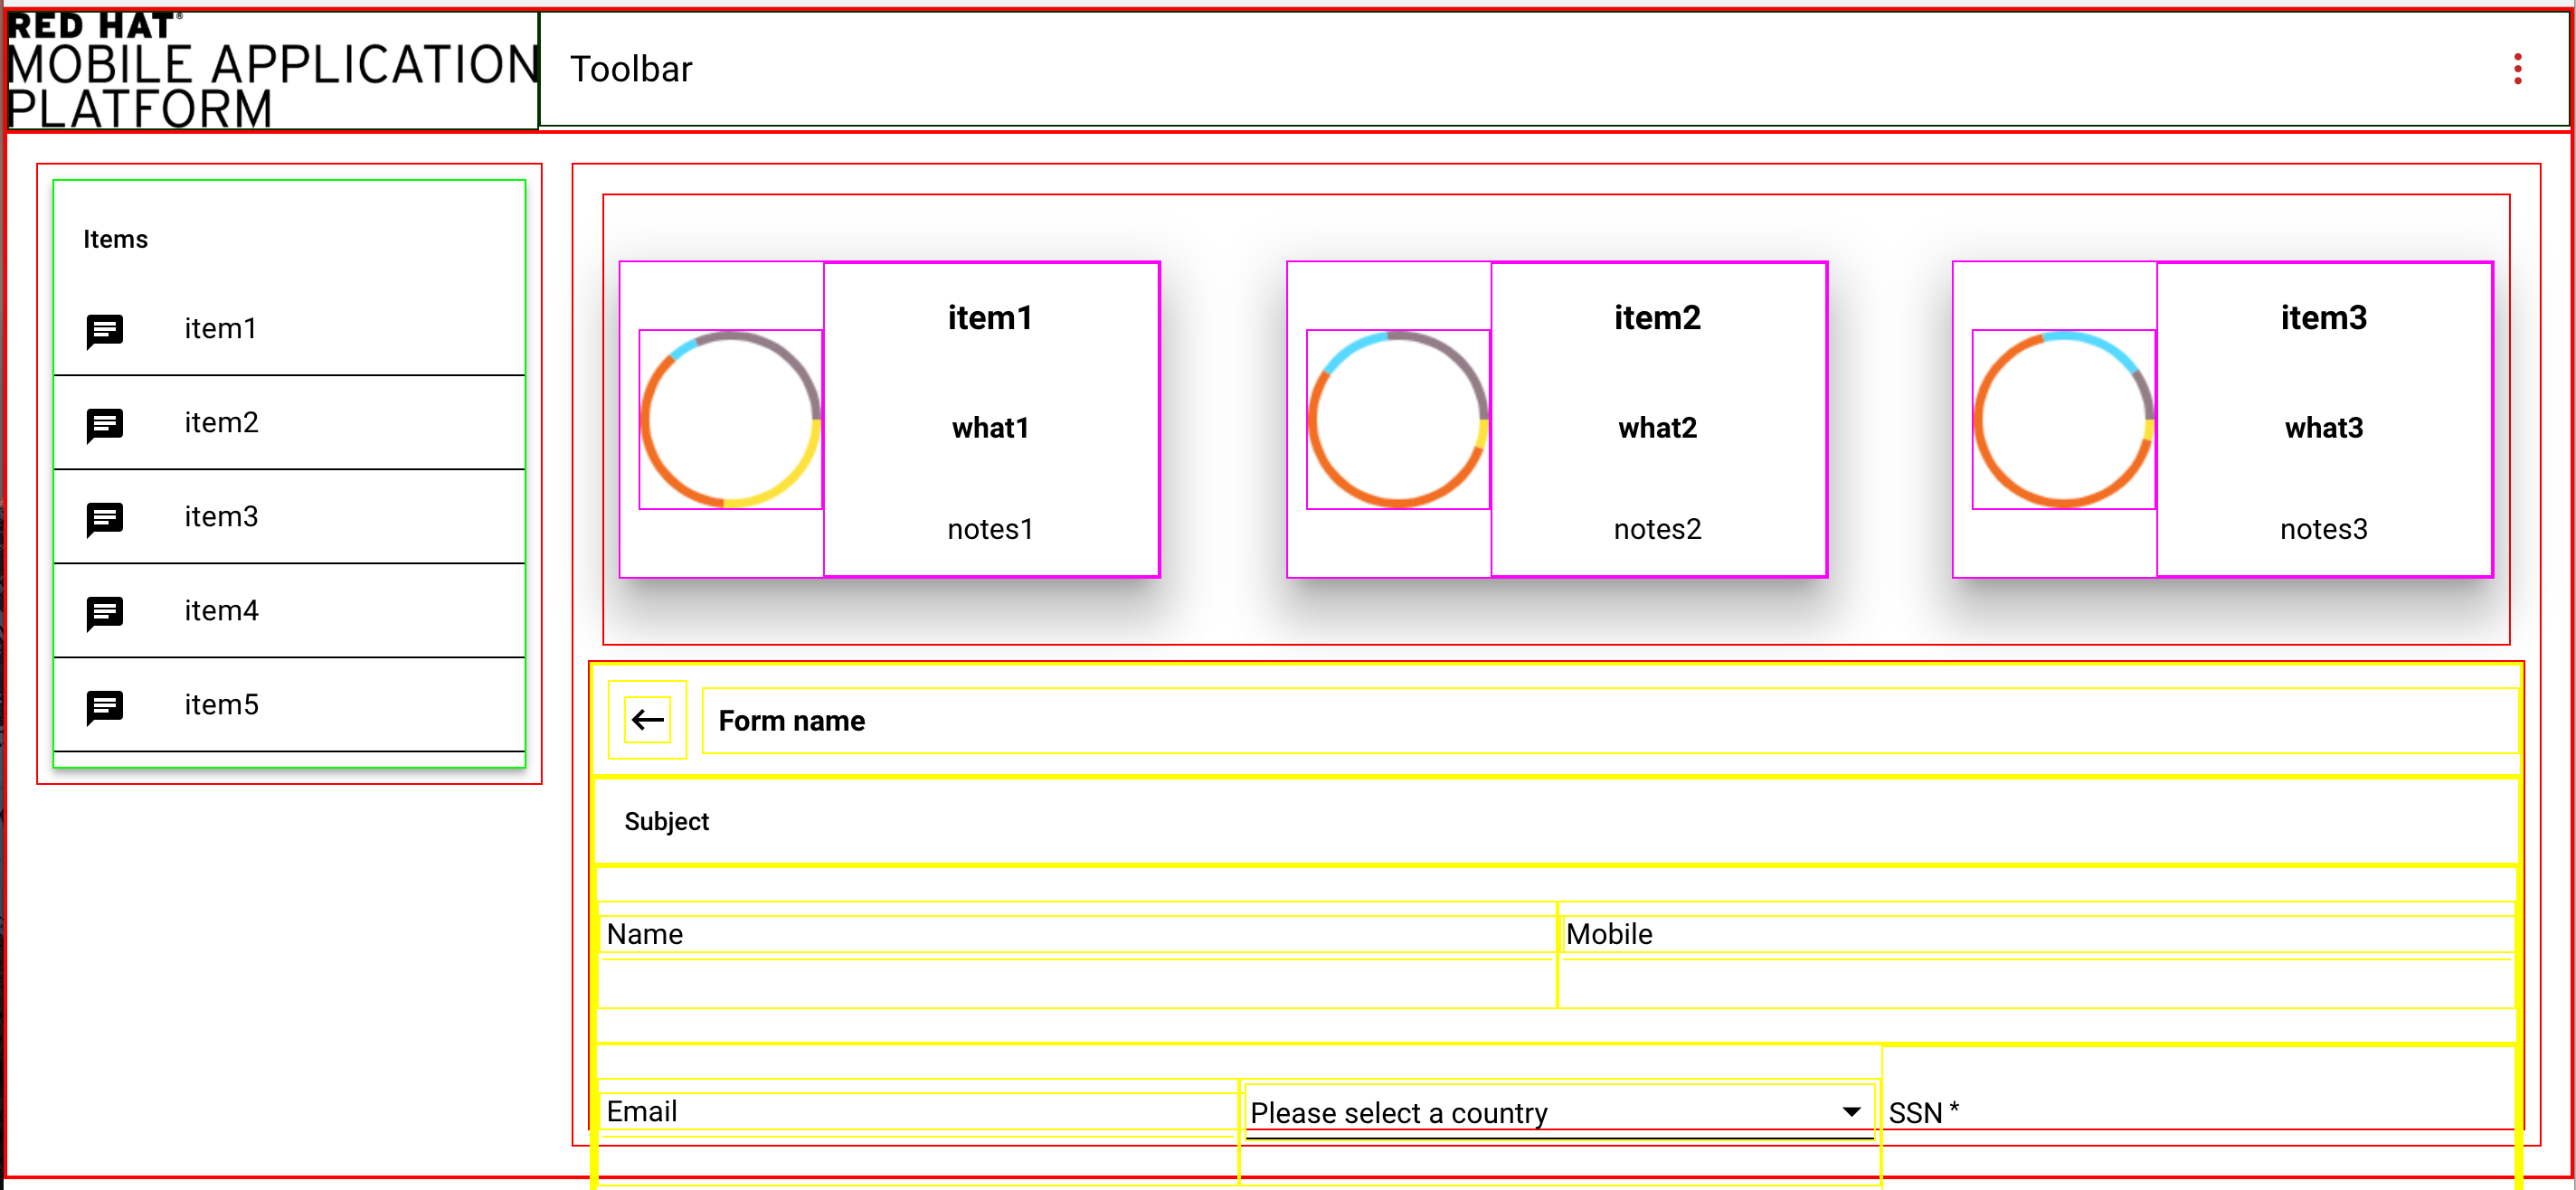 RED HAT®
MOBILE APPLICATION
PLATFORM
Toolbar
Items
item1
item2
item3
item4
item5
item1
what1
notes1
item2
what2
notes2
item3
what3
notes3
Form name
Subject
Name
Mobile
Email
Please select a country
SSN *